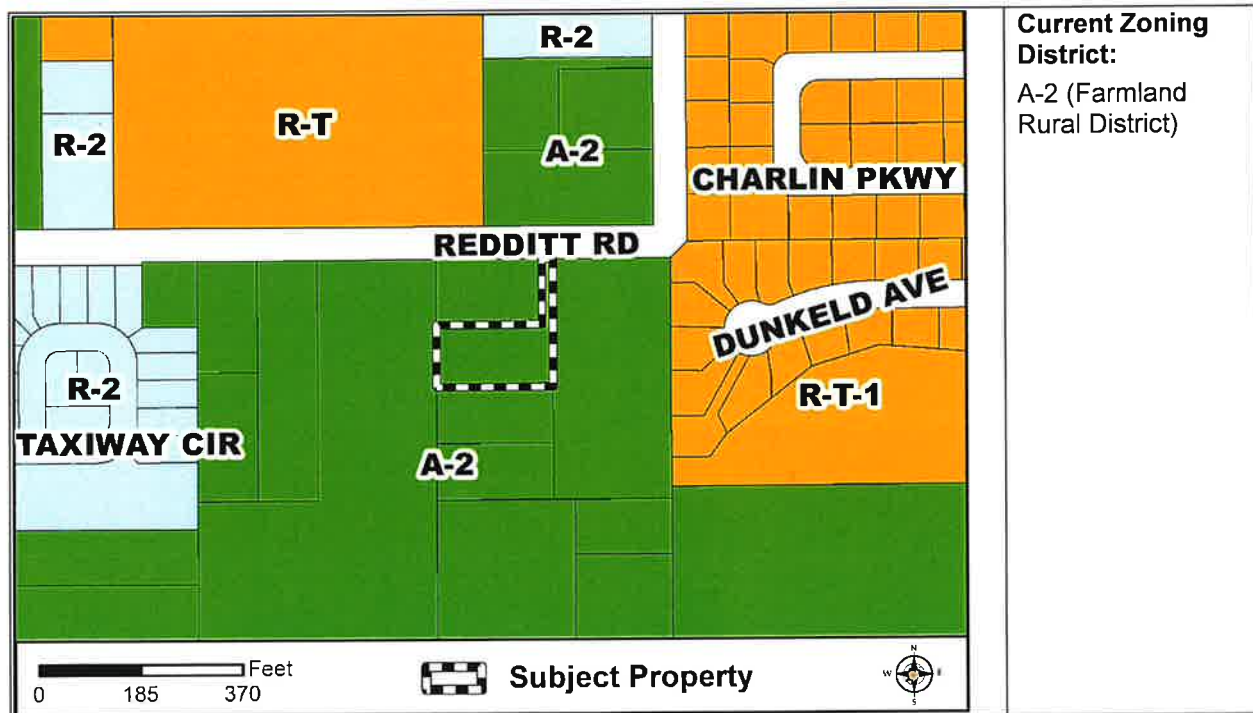 R-2
R-T
R-2
A-2
CHARLIN PKWY
REDDITT RD
DUNKELD AVE
R-2
R-T-1
TAXIWAY CIR
A-2
Feet
0 185 370
Subject Property
N
W E
S
Current Zoning
District:
A-2 (Farmland
Rural District)